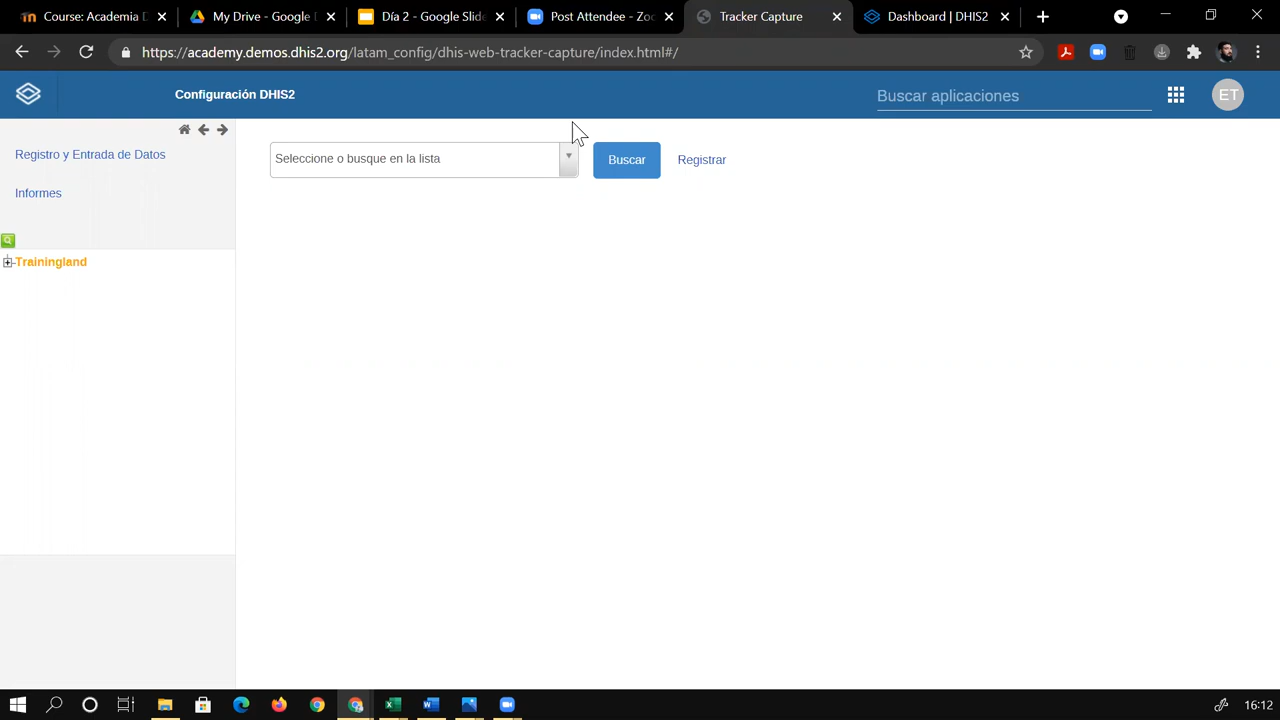 Course: Academia D
My Drive - Google D
Día 2 - Google Slide
Post Attendee - Zoo
Tracker Capture
Dashboard | DHIS2
https://academy.demos.dhis2.org/latam_config/dhis-web-tracker-capture/index.html#/
Configuración DHIS2
Buscar aplicaciones
ET
Registro y Entrada de Datos
Seleccione o busque en la lista
Buscar
Registrar
Informes
Trainingland
16:12